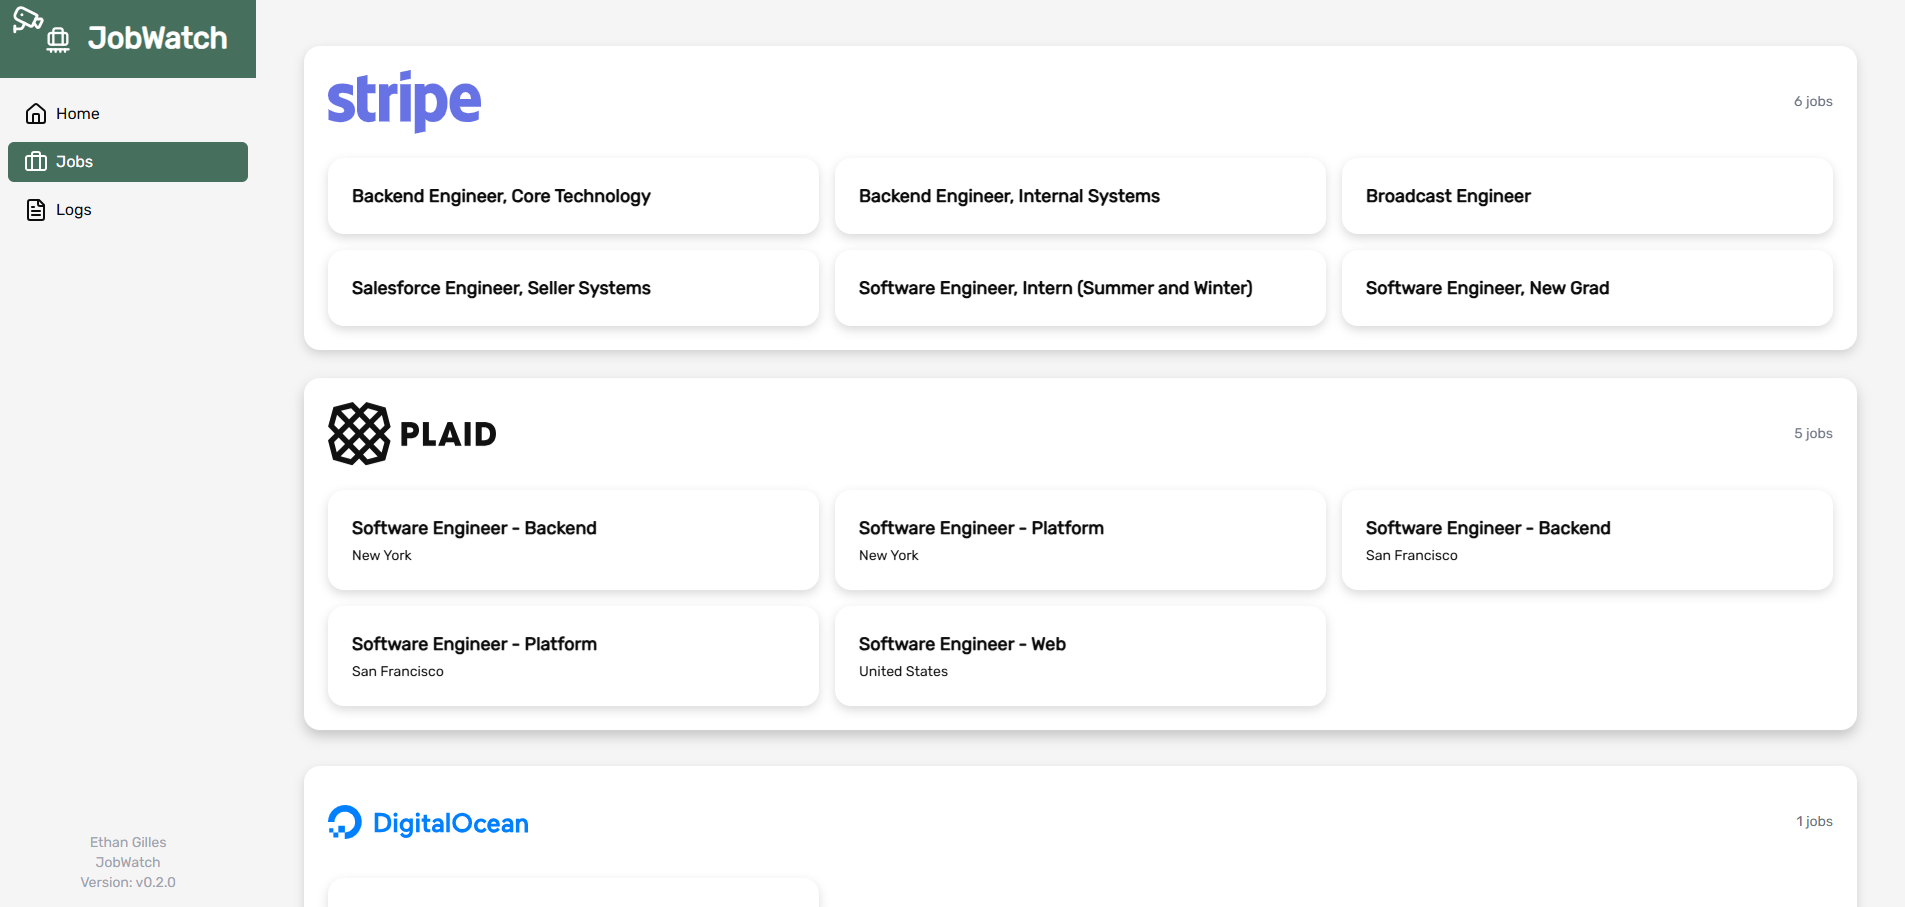 JobWatch
Home
Jobs
Logs
stripe
6 jobs
Backend Engineer, Core Technology
Backend Engineer, Internal Systems
Broadcast Engineer
Salesforce Engineer, Seller Systems
Software Engineer, Intern (Summer and Winter)
Software Engineer, New Grad
PLAID
5 jobs
Software Engineer - Backend
New York
Software Engineer - Platform
New York
Software Engineer - Backend
San Francisco
Software Engineer - Platform
San Francisco
Software Engineer - Web
United States
DigitalOcean
1 jobs
Ethan Gilles
JobWatch
Version: v0.2.0